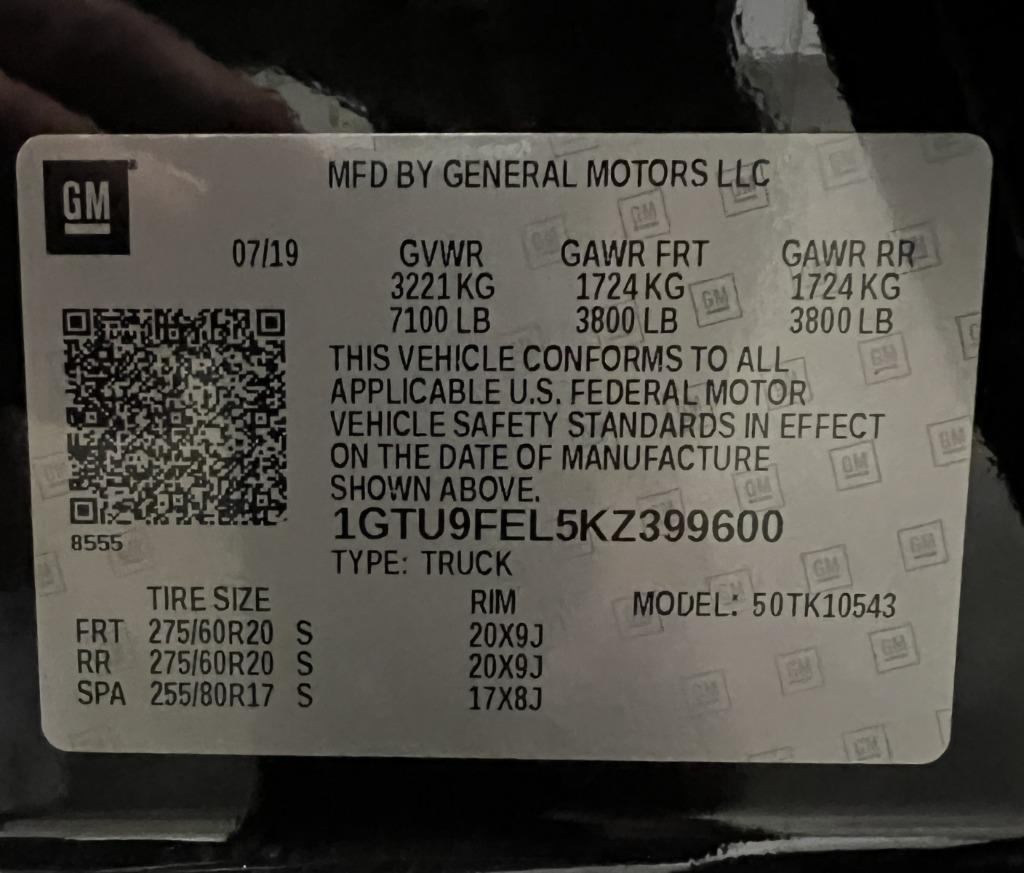 GM
MFD BY GENERAL MOTORS LLC
07/19 GVWR GAWR FRT GAWR RR
3221 KG 1724 KG 1724 KG
7100 LB 3800 LB 3800 LB
THIS VEHICLE CONFORMS TO ALL
APPLICABLE U.S. FEDERAL MOTOR
VEHICLE SAFETY STANDARDS IN EFFECT
ON THE DATE OF MANUFACTURE
SHOWN ABOVE.
8555
1GTU9FEL5KZ399600
TYPE: TRUCK
TIRE SIZE RIM MODEL: 50TK10543
FRT 275/60R20 S 20X9J
RR 275/60R20 S 20X9J
SPA 255/80R17 S 17X8J